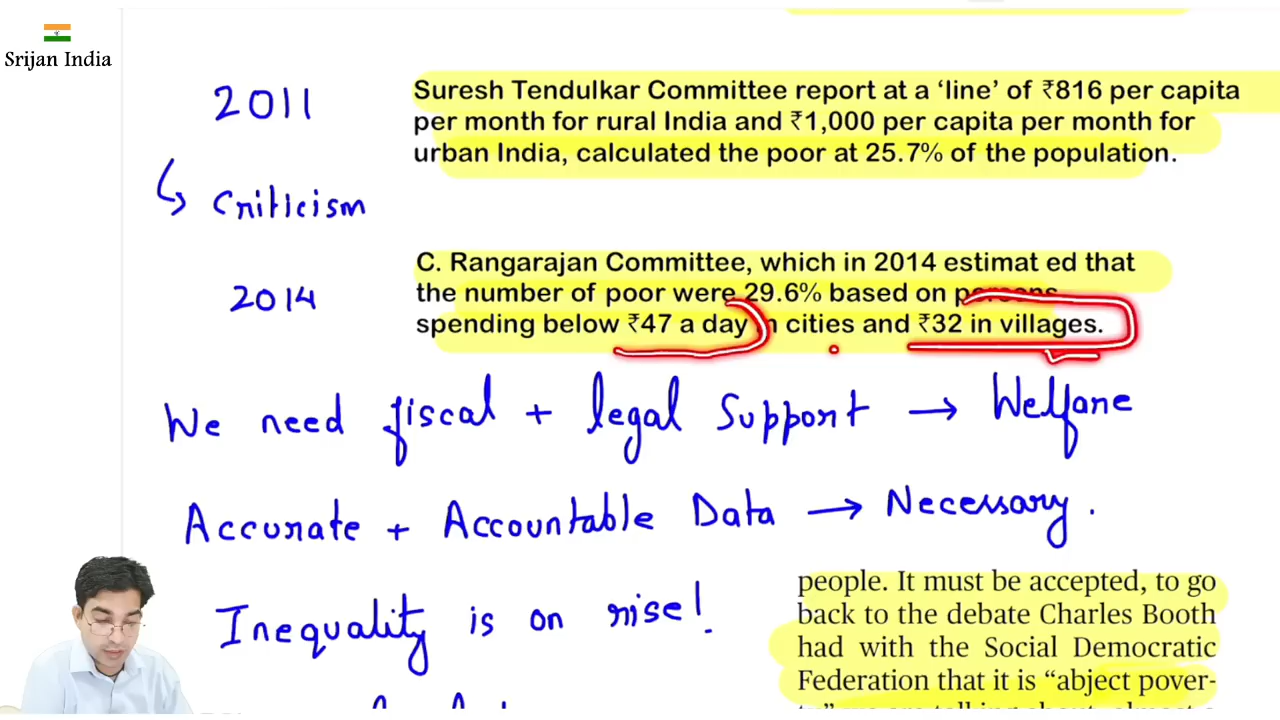 Srijan India
2011
Suresh Tendulkar Committee report at a ‘line’ of ₹816 per capita
per month for rural India and ₹1,000 per capita per month for
urban India, calculated the poor at 25.7% of the population.
Criticism
2014
C. Rangarajan Committee, which in 2014 estimat ed that
the number of poor were 29.6% based on persons
spending below ₹47 a day in cities and ₹32 in villages.
We need fiscal + legal Support → Welfare
Accurate + Accountable Data → Necessary.
Inequality is on rise!
people. It must be accepted, to go
back to the debate Charles Booth
had with the Social Democratic
Federation that it is “abject pover-